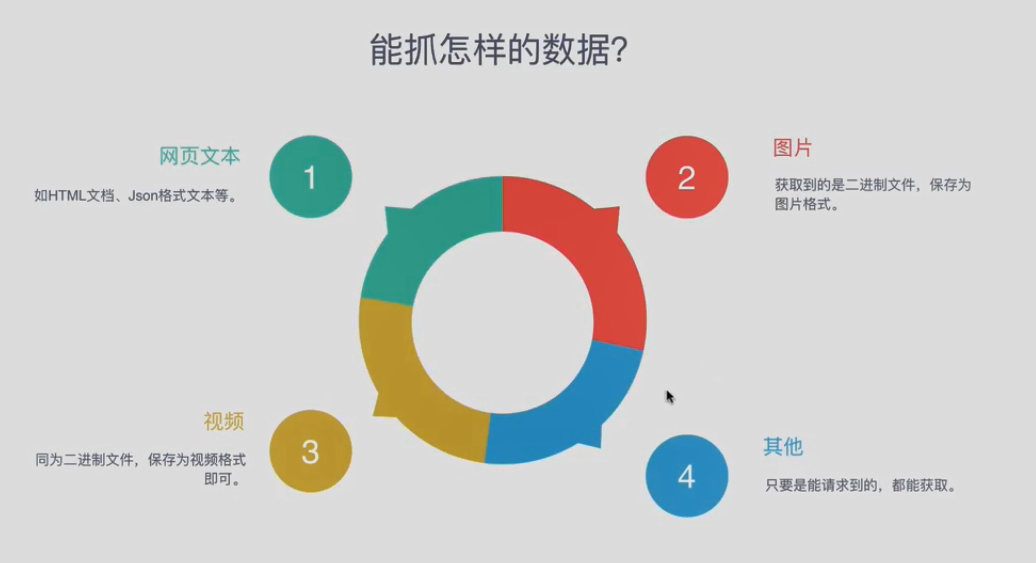 能抓怎样的数据?
网页文本
1
如HTML文档、Json格式文本等。
2
图片
获取到的是二进制文件，保存为
图片格式。
视频
3
同为二进制文件，保存为视频格式
即可。
4
其他
只要是能请求到的，都能获取。